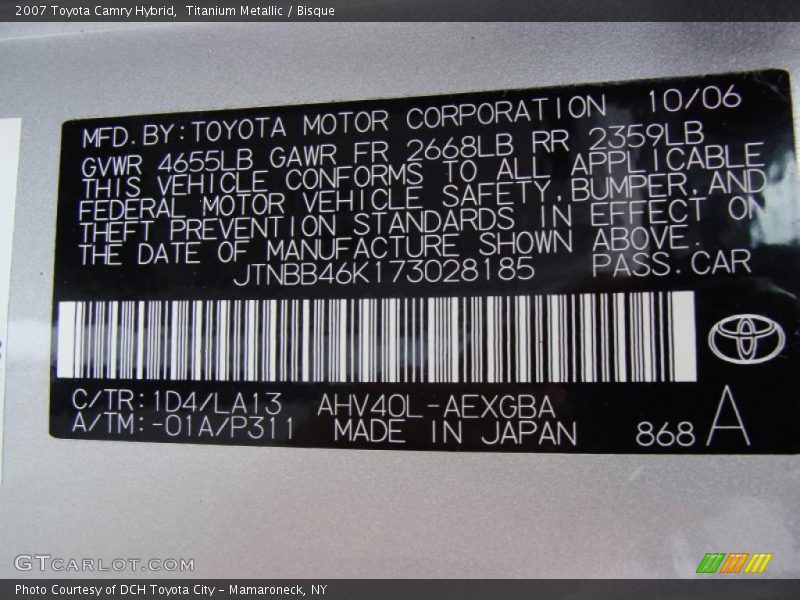 2007 Toyota Camry Hybrid, Titanium Metallic / Bisque
MFD. BY: TOYOTA MOTOR CORPORATION 10/06
GVWR 4655LB GAWR FR 2668LB RR 2359LB
THIS VEHICLE CONFORMS TO ALL APPLICABLE
FEDERAL MOTOR VEHICLE SAFETY, BUMPER, AND
THEFT PREVENTION STANDARDS IN EFFECT ON
THE DATE OF MANUFACTURE SHOWN ABOVE.
JTNBB46K173028185 PASS. CAR
C/TR: 1D4/LA13 AHV40L-AEXGBA
A/TM: -01A/P311 MADE IN JAPAN 868 A
GTCARLOT.COM
Photo Courtesy of DCH Toyota City – Mamaroneck, NY